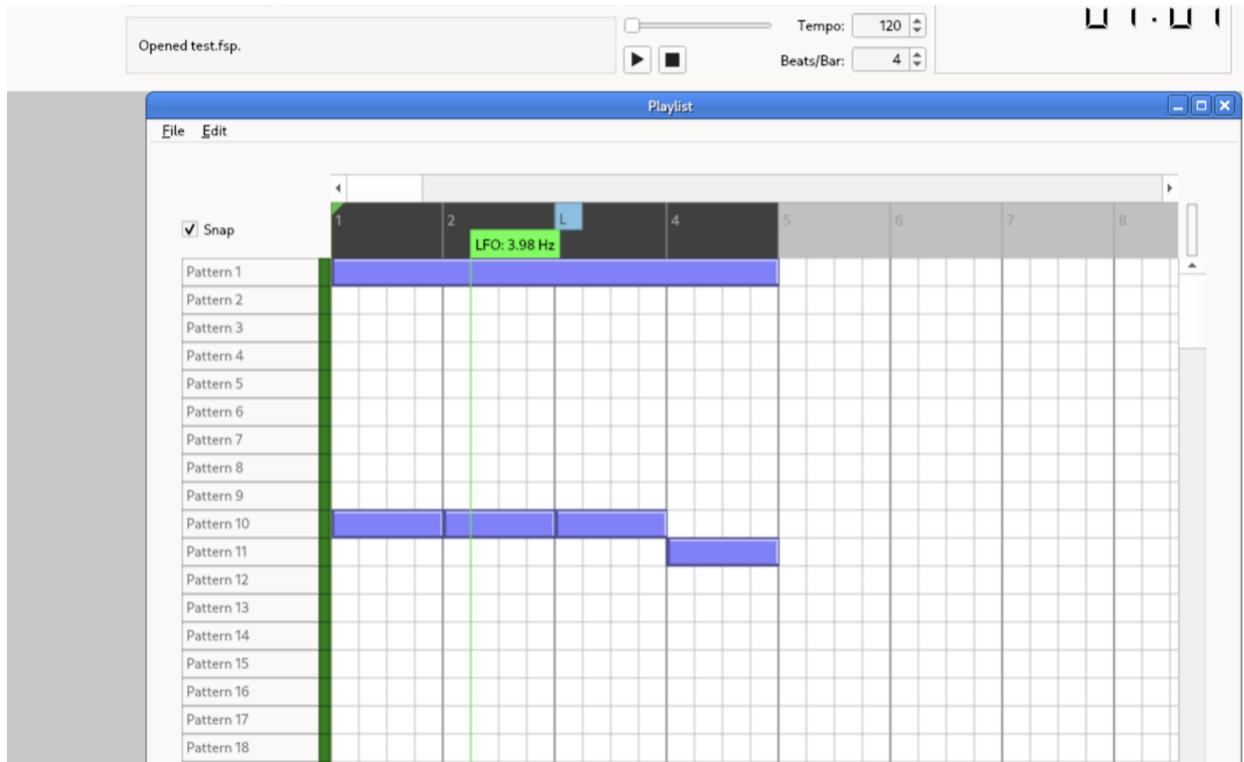 Opened test.fsp.
Tempo: 120
Beats/Bar: 4
01.01
Playlist
File Edit
Snap
1 2 L 4 5 6 7 8
LFO: 3.98 Hz
Pattern 1
Pattern 2
Pattern 3
Pattern 4
Pattern 5
Pattern 6
Pattern 7
Pattern 8
Pattern 9
Pattern 10
Pattern 11
Pattern 12
Pattern 13
Pattern 14
Pattern 15
Pattern 16
Pattern 17
Pattern 18